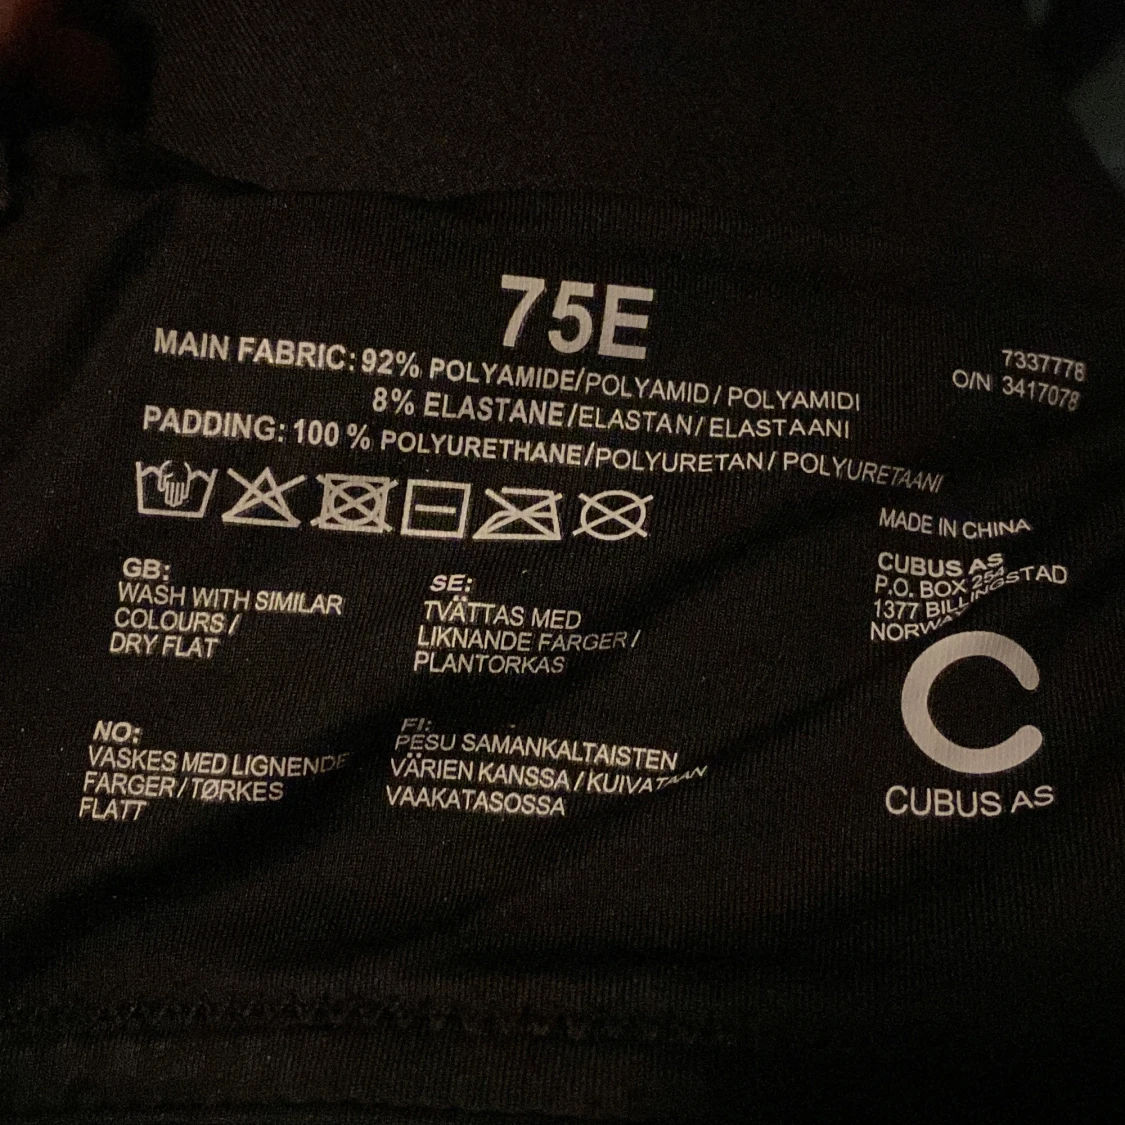 75E
MAIN FABRIC: 92% POLYAMIDE/POLYAMID/POLYAMIDI
8% ELASTANE/ELASTAN/ELASTAANI
PADDING: 100 % POLYURETHANE/POLYURETAN/POLYURETAANI
7337778
O/N 3417078
GB:
WASH WITH SIMILAR
COLOURS/
DRY FLAT
SE:
TVÄTTAS MED
LIKNANDE FÄRGER/
PLANTORKAS
NO:
VASKES MED LIGNENDE
FARGER/TØRKES
FLATT
FI:
PESU SAMANKALTAISTEN
VÄRIEN KANSSA/KUIVATAAN
VAAKATASOSSA
MADE IN CHINA
CUBUS AS
P.O. BOX 254
1377 BILLINGSTAD
NORWAY
C
CUBUS AS